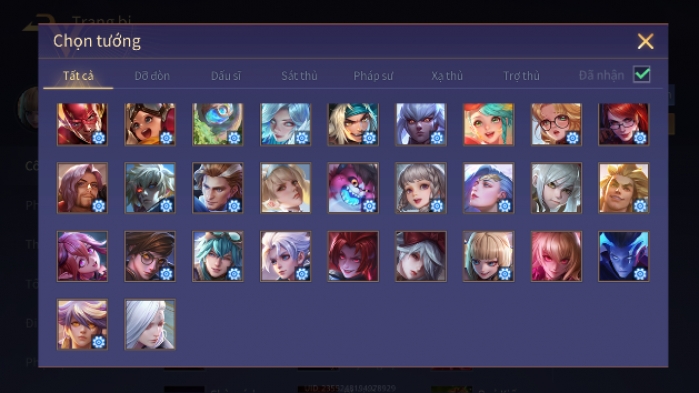 Trang bị
Chọn tướng
Tất cả
Đỡ đòn
Đấu sĩ
Sát thủ
Pháp sư
Xạ thủ
Trợ thủ
Đã nhận